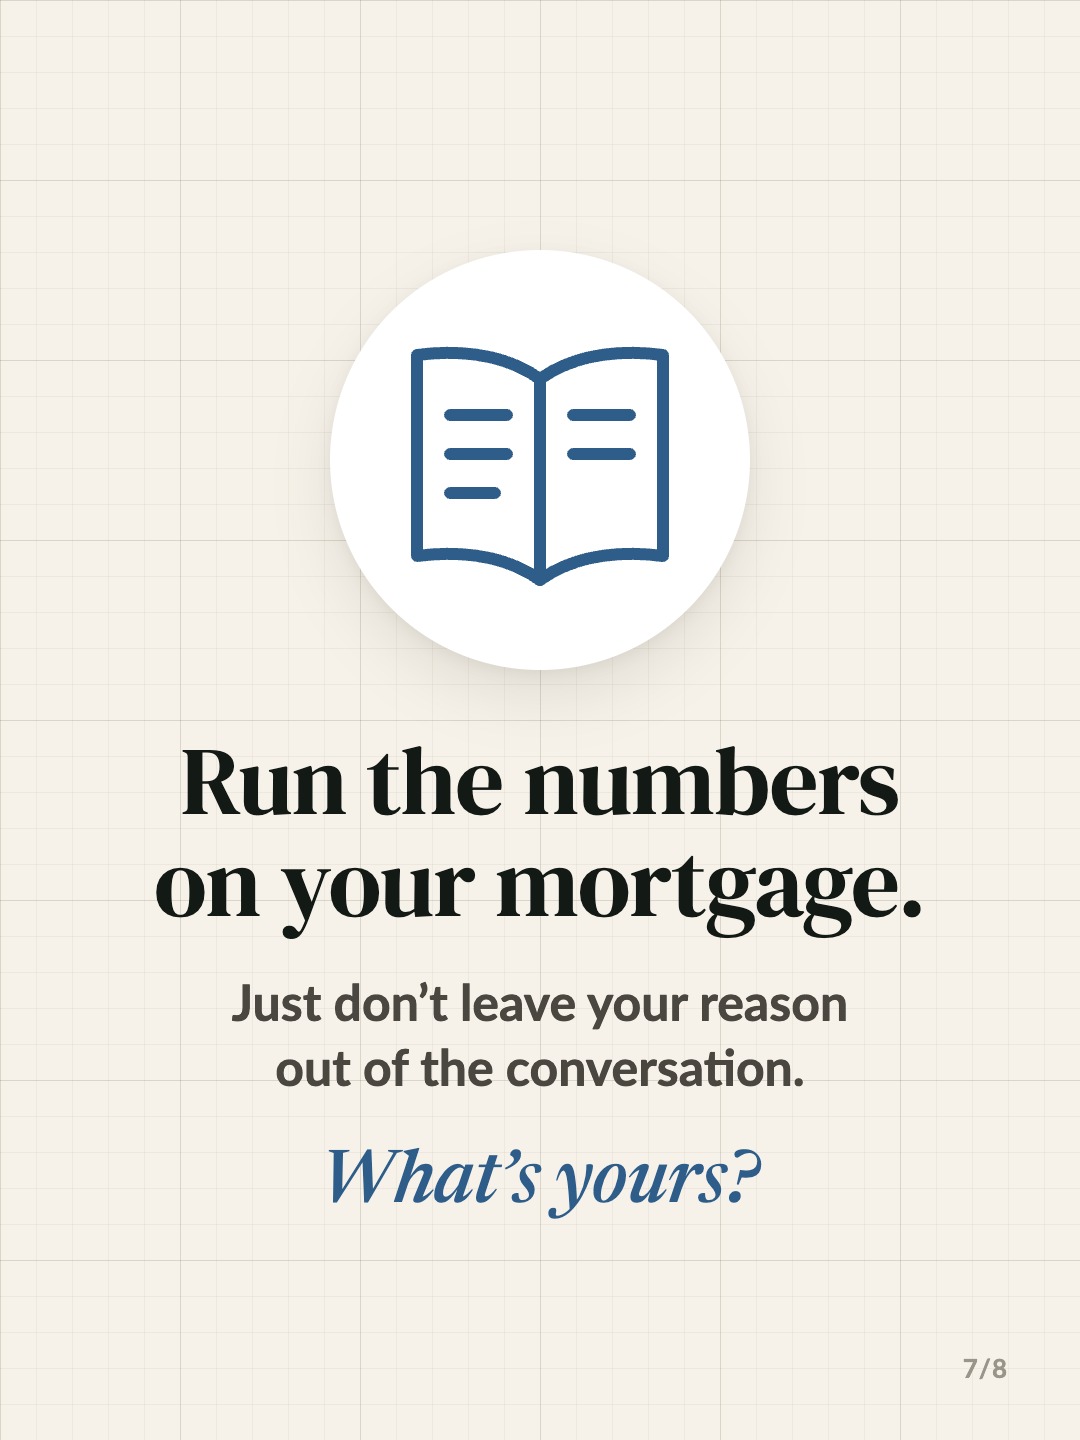 Run the numbers
on your mortgage.
Just don’t leave your reason
out of the conversation.
What’s yours?
7/8